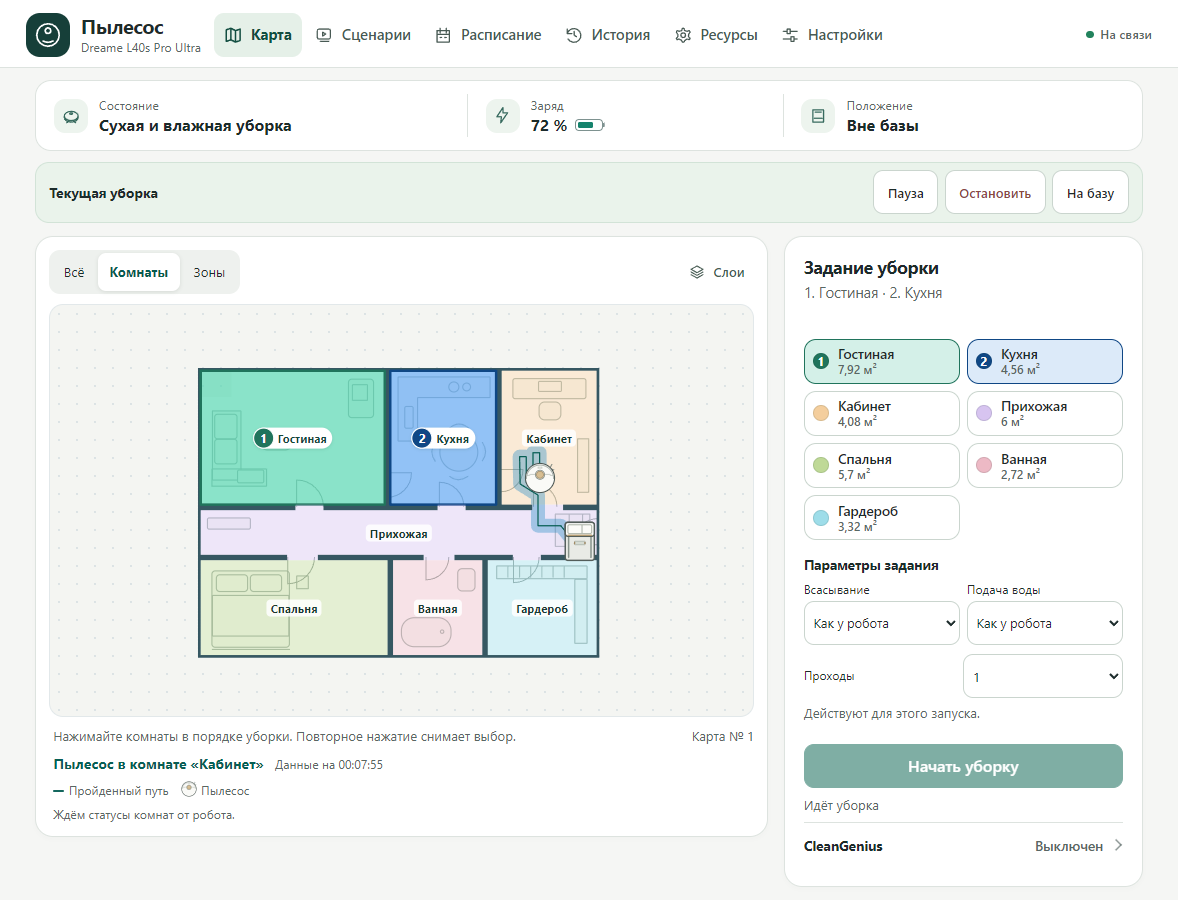 Пылесос
Dreame L40s Pro Ultra
Карта
Сценарии
Расписание
История
Ресурсы
Настройки
На связи
Состояние
Сухая и влажная уборка
Заряд
72 %
Положение
Вне базы
Текущая уборка
Пауза
Остановить
На базу
Всё
Комнаты
Зоны
Слои
1 Гостиная
2 Кухня
Кабинет
Прихожая
Спальня
Ванная
Гардероб
Нажимайте комнаты в порядке уборки. Повторное нажатие снимает выбор.
Карта № 1
Пылесос в комнате «Кабинет» Данные на 00:07:55
Пройденный путь
Пылесос
Ждём статусы комнат от робота.
Задание уборки
1. Гостиная · 2. Кухня
1 Гостиная
7,92 м²
2 Кухня
4,56 м²
Кабинет
4,08 м²
Прихожая
6 м²
Спальня
5,7 м²
Ванная
2,72 м²
Гардероб
3,32 м²
Параметры задания
Всасывание
Как у робота
Подача воды
Как у робота
Проходы
1
Действуют для этого запуска.
Начать уборку
Идёт уборка
CleanGenius
Выключен